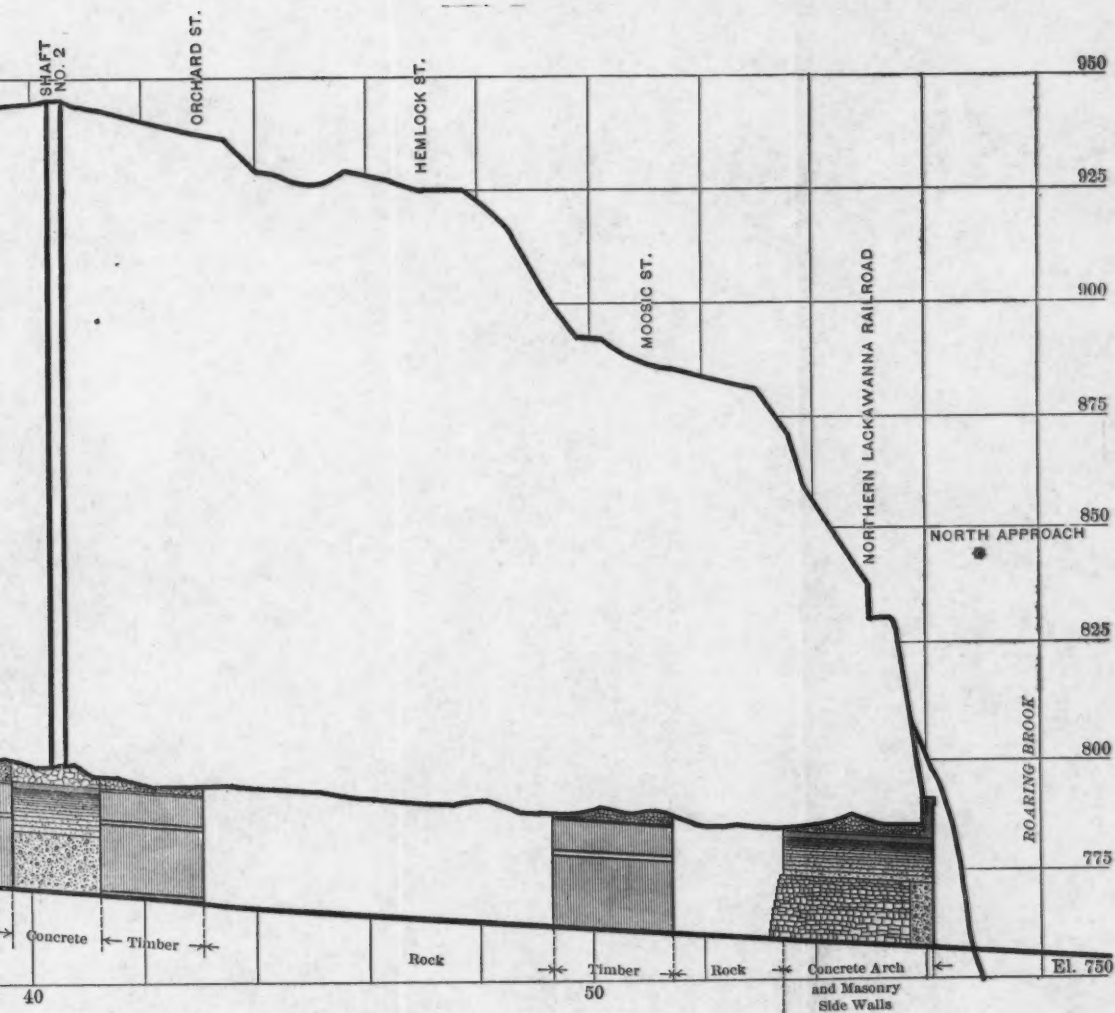 SHAFT
NO. 2
ORCHARD ST.
HEMLOCK ST.
MOOSIC ST.
NORTHERN LACKAWANNA RAILROAD
NORTH APPROACH
ROARING BROOK
950
925
900
875
850
825
800
775
El. 750
Concrete
Timber
Rock
Timber
Rock
Concrete Arch
and Masonry
Side Walls
40
50